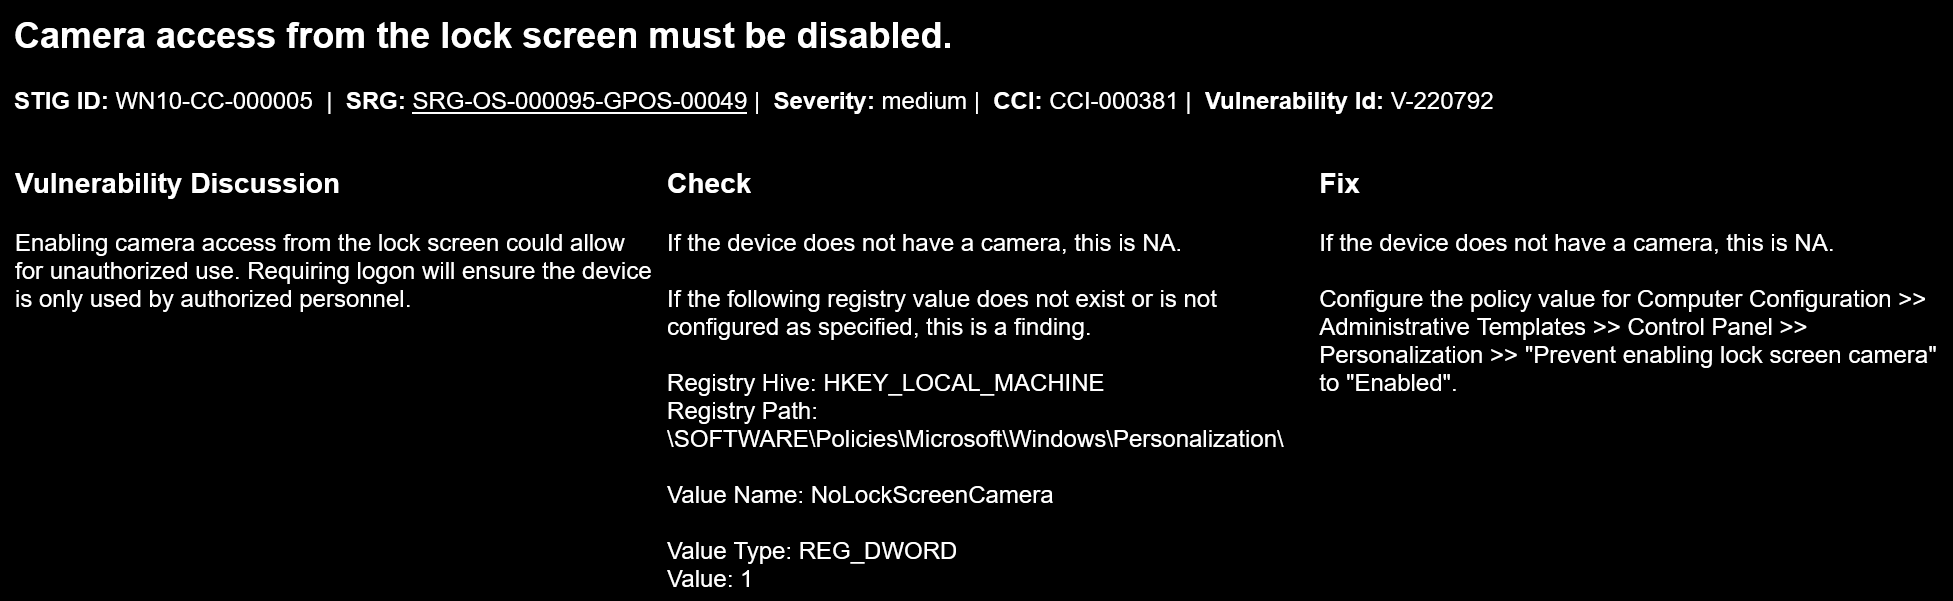 Camera access from the lock screen must be disabled.
STIG ID: WN10-CC-000005 | SRG: SRG-OS-000095-GPOS-00049 | Severity: medium | CCI: CCI-000381 | Vulnerability Id: V-220792
Vulnerability Discussion
Enabling camera access from the lock screen could allow
for unauthorized use. Requiring logon will ensure the device
is only used by authorized personnel.
Check
If the device does not have a camera, this is NA.
If the following registry value does not exist or is not
configured as specified, this is a finding.
Registry Hive: HKEY_LOCAL_MACHINE
Registry Path:
\SOFTWARE\Policies\Microsoft\Windows\Personalization\
Value Name: NoLockScreenCamera
Value Type: REG_DWORD
Value: 1
Fix
If the device does not have a camera, this is NA.
Configure the policy value for Computer Configuration >>
Administrative Templates >> Control Panel >>
Personalization >> "Prevent enabling lock screen camera"
to "Enabled".